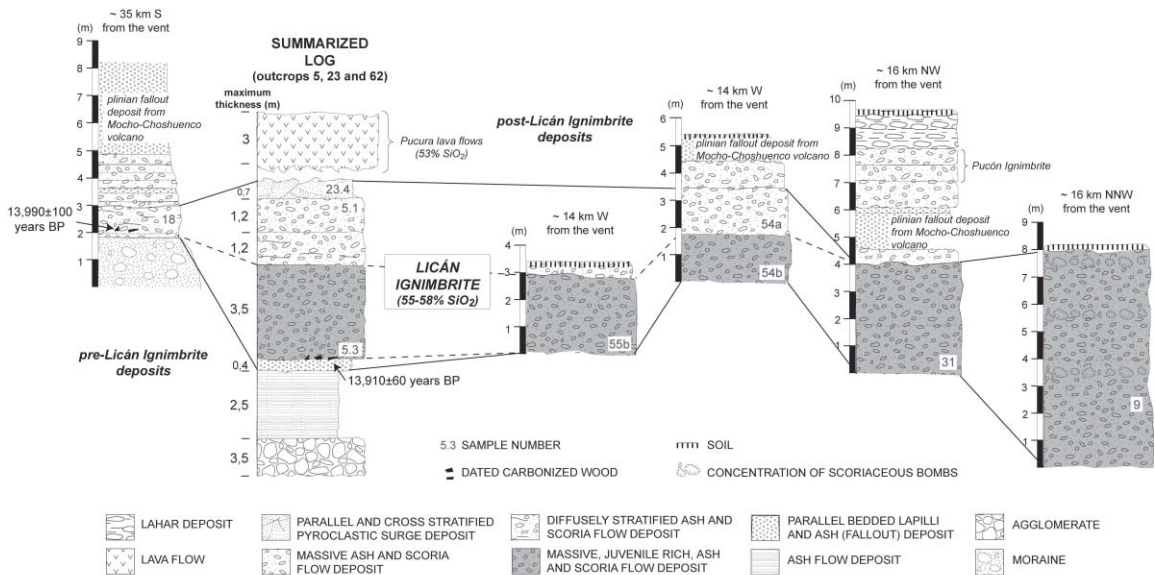 ~ 35 km S
from the vent
(m)
9
8
7
6
5
4
3
2
1
plinian fallout
deposit from
Mocho-Choshuenco
volcano
18
13,990±100
years BP
SUMMARIZED
LOG
(outcrops 5, 23 and 62)
maximum
thickness (m)
3
0,7
1,2
1,2
3,5
0,4
2,5
3,5
Pucura lava flows
(53% SiO2)
23.4
5.1
5.3
13,910±60 years BP
pre-Licán Ignimbrite
deposits
LICÁN
IGNIMBRITE
(55-58% SiO2)
post-Licán Ignimbrite
deposits
~ 14 km W
from the vent
(m)
4
3
2
1
55b
~ 14 km W
from the vent
(m)
6
5
4
3
2
1
plinian fallout deposit from
Mocho-Choshuenco volcano
54a
54b
~ 16 km NW
from the vent
(m)
10
9
8
7
6
5
4
3
2
1
Pucón Ignimbrite
plinian fallout deposit
from Mocho-Choshuenco
volcano
31
~ 16 km NNW
from the vent
(m)
9
8
7
6
5
4
3
2
1
9
5.3 SAMPLE NUMBER
SOIL
DATED CARBONIZED WOOD
CONCENTRATION OF SCORIACEOUS BOMBS
LAHAR DEPOSIT
PARALLEL AND CROSS STRATIFIED
PYROCLASTIC SURGE DEPOSIT
DIFFUSELY STRATIFIED ASH AND
SCORIA FLOW DEPOSIT
PARALLEL BEDDED LAPILLI
AND ASH (FALLOUT) DEPOSIT
AGGLOMERATE
LAVA FLOW
MASSIVE ASH AND SCORIA
FLOW DEPOSIT
MASSIVE, JUVENILE RICH, ASH
AND SCORIA FLOW DEPOSIT
ASH FLOW DEPOSIT
MORAINE